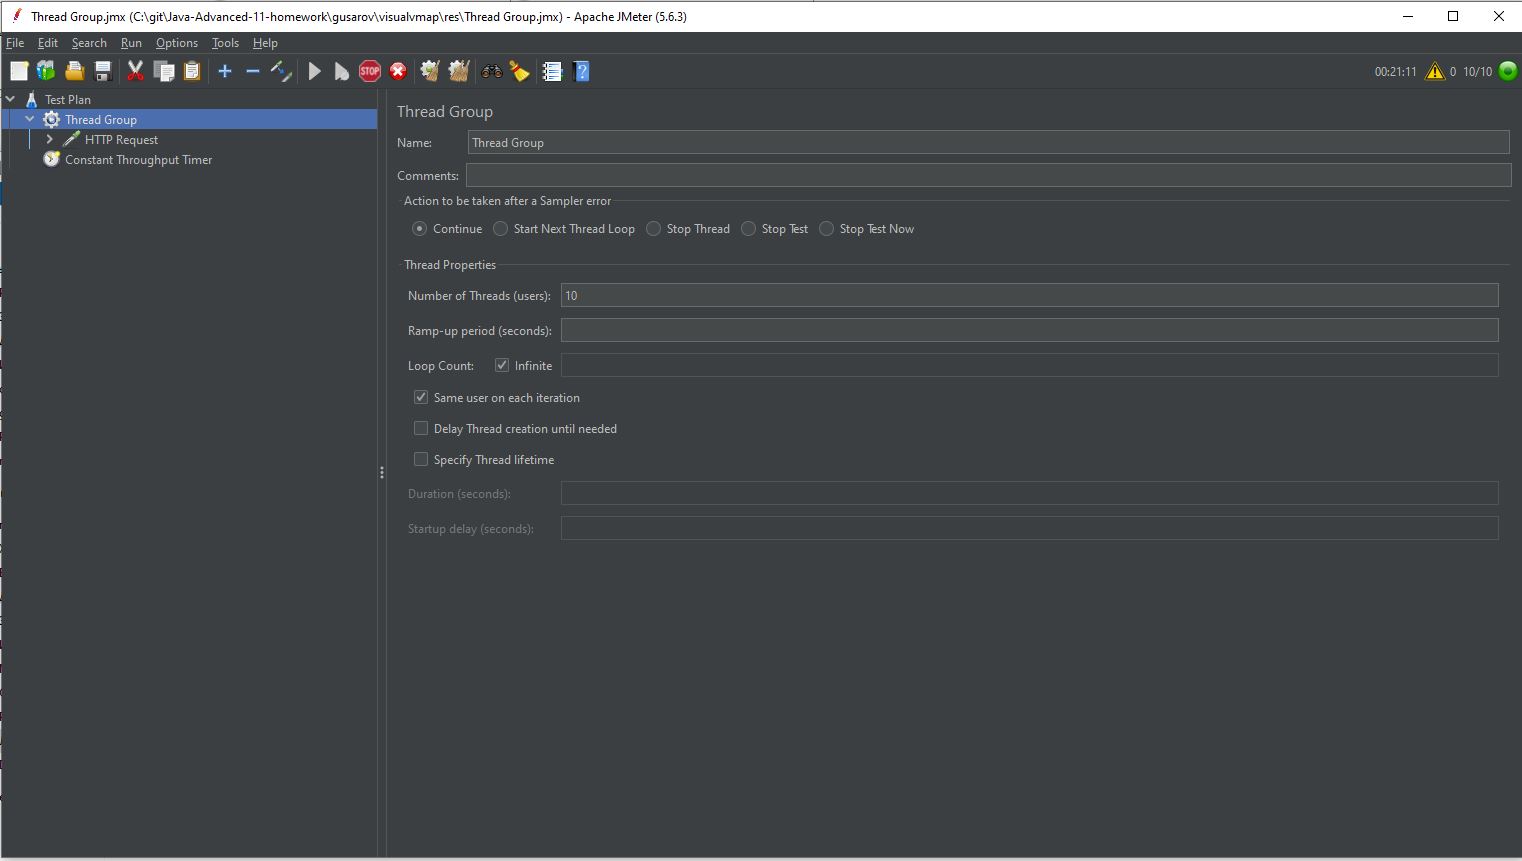 Thread Group.jmx (C:\git\Java-Advanced-11-homework\gusarov\visualvmap\res\Thread Group.jmx) - Apache JMeter (5.6.3)
File Edit Search Run Options Tools Help
STOP ? 00:21:11 0 10/10
Test Plan
Thread Group
HTTP Request
Constant Throughput Timer
Thread Group
Name: Thread Group
Comments:
Action to be taken after a Sampler error
Continue Start Next Thread Loop Stop Thread Stop Test Stop Test Now
Thread Properties
Number of Threads (users): 10
Ramp-up period (seconds):
Loop Count: Infinite
Same user on each iteration
Delay Thread creation until needed
Specify Thread lifetime
Duration (seconds):
Startup delay (seconds):